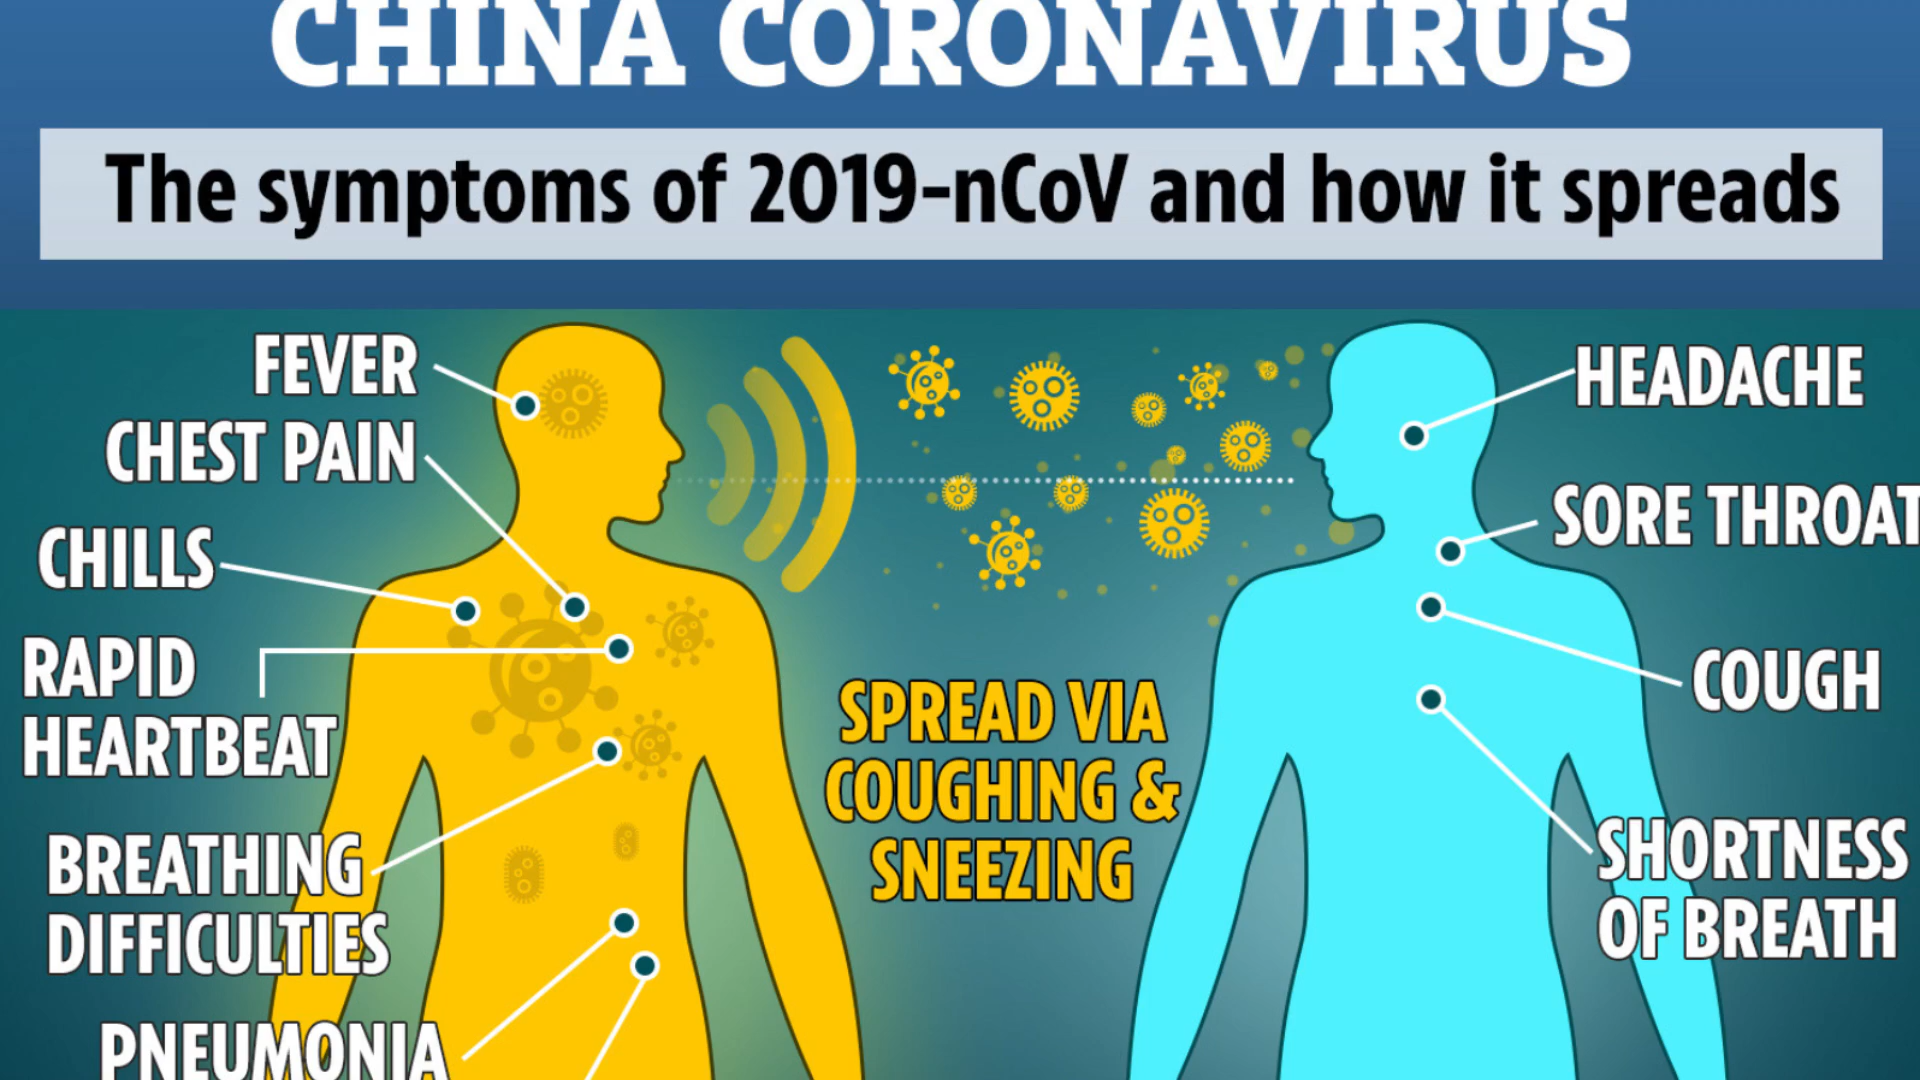 CHINA CORONAVIRUS
The symptoms of 2019-nCoV and how it spreads
FEVER
CHEST PAIN
CHILLS
RAPID
HEARTBEAT
BREATHING
DIFFICULTIES
PNEUMONIA
SPREAD VIA
COUGHING &
SNEEZING
HEADACHE
SORE THROAT
COUGH
SHORTNESS
OF BREATH